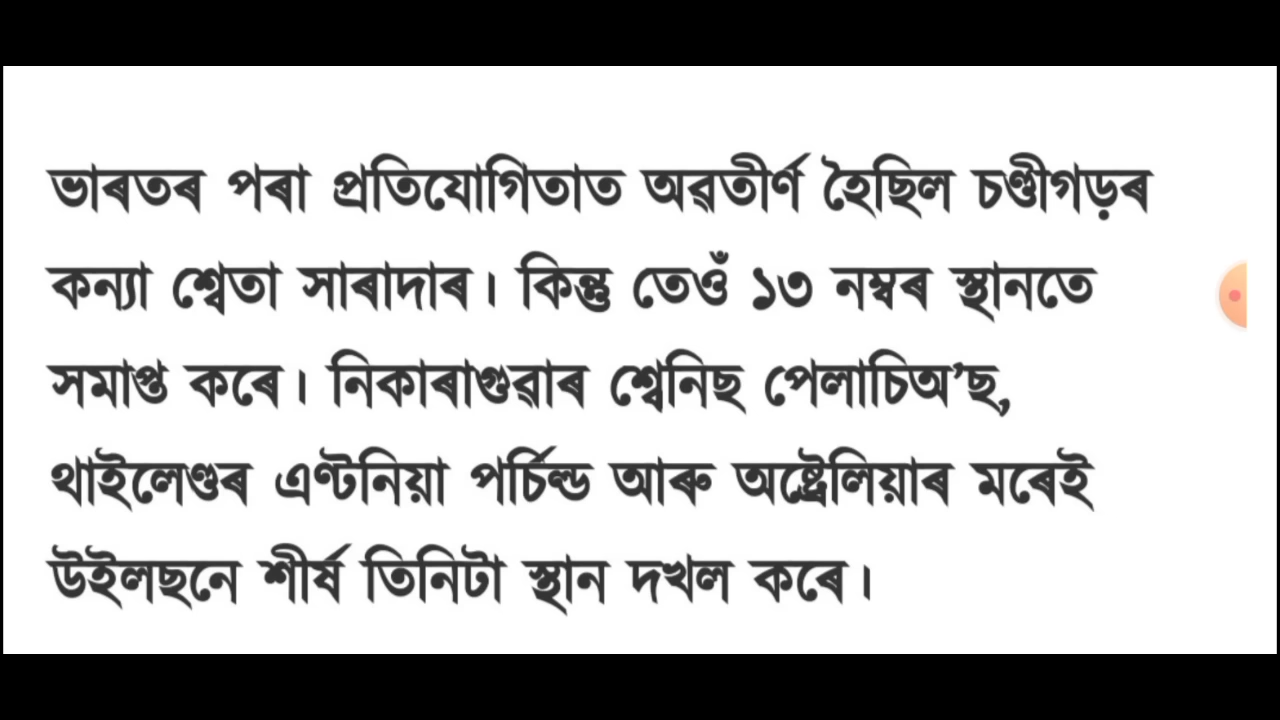 ভাৰতৰ পৰা প্ৰতিযোগিতাত অৱতীৰ্ণ হৈছিল চণ্ডীগড়ৰ
কন্যা শ্বেতা সাৰাদাৰ। কিন্তু তেওঁ ১৩ নম্বৰ স্থানতে
সমাপ্ত কৰে। নিকাৰাগুৱাৰ শ্বেনিছ পেলাচিঅ’ছ,
থাইলেণ্ডৰ এণ্টনিয়া পৰ্চিল্ড আৰু অষ্ট্ৰেলিয়াৰ মৰেই
উইলছনে শীৰ্ষ তিনিটা স্থান দখল কৰে।